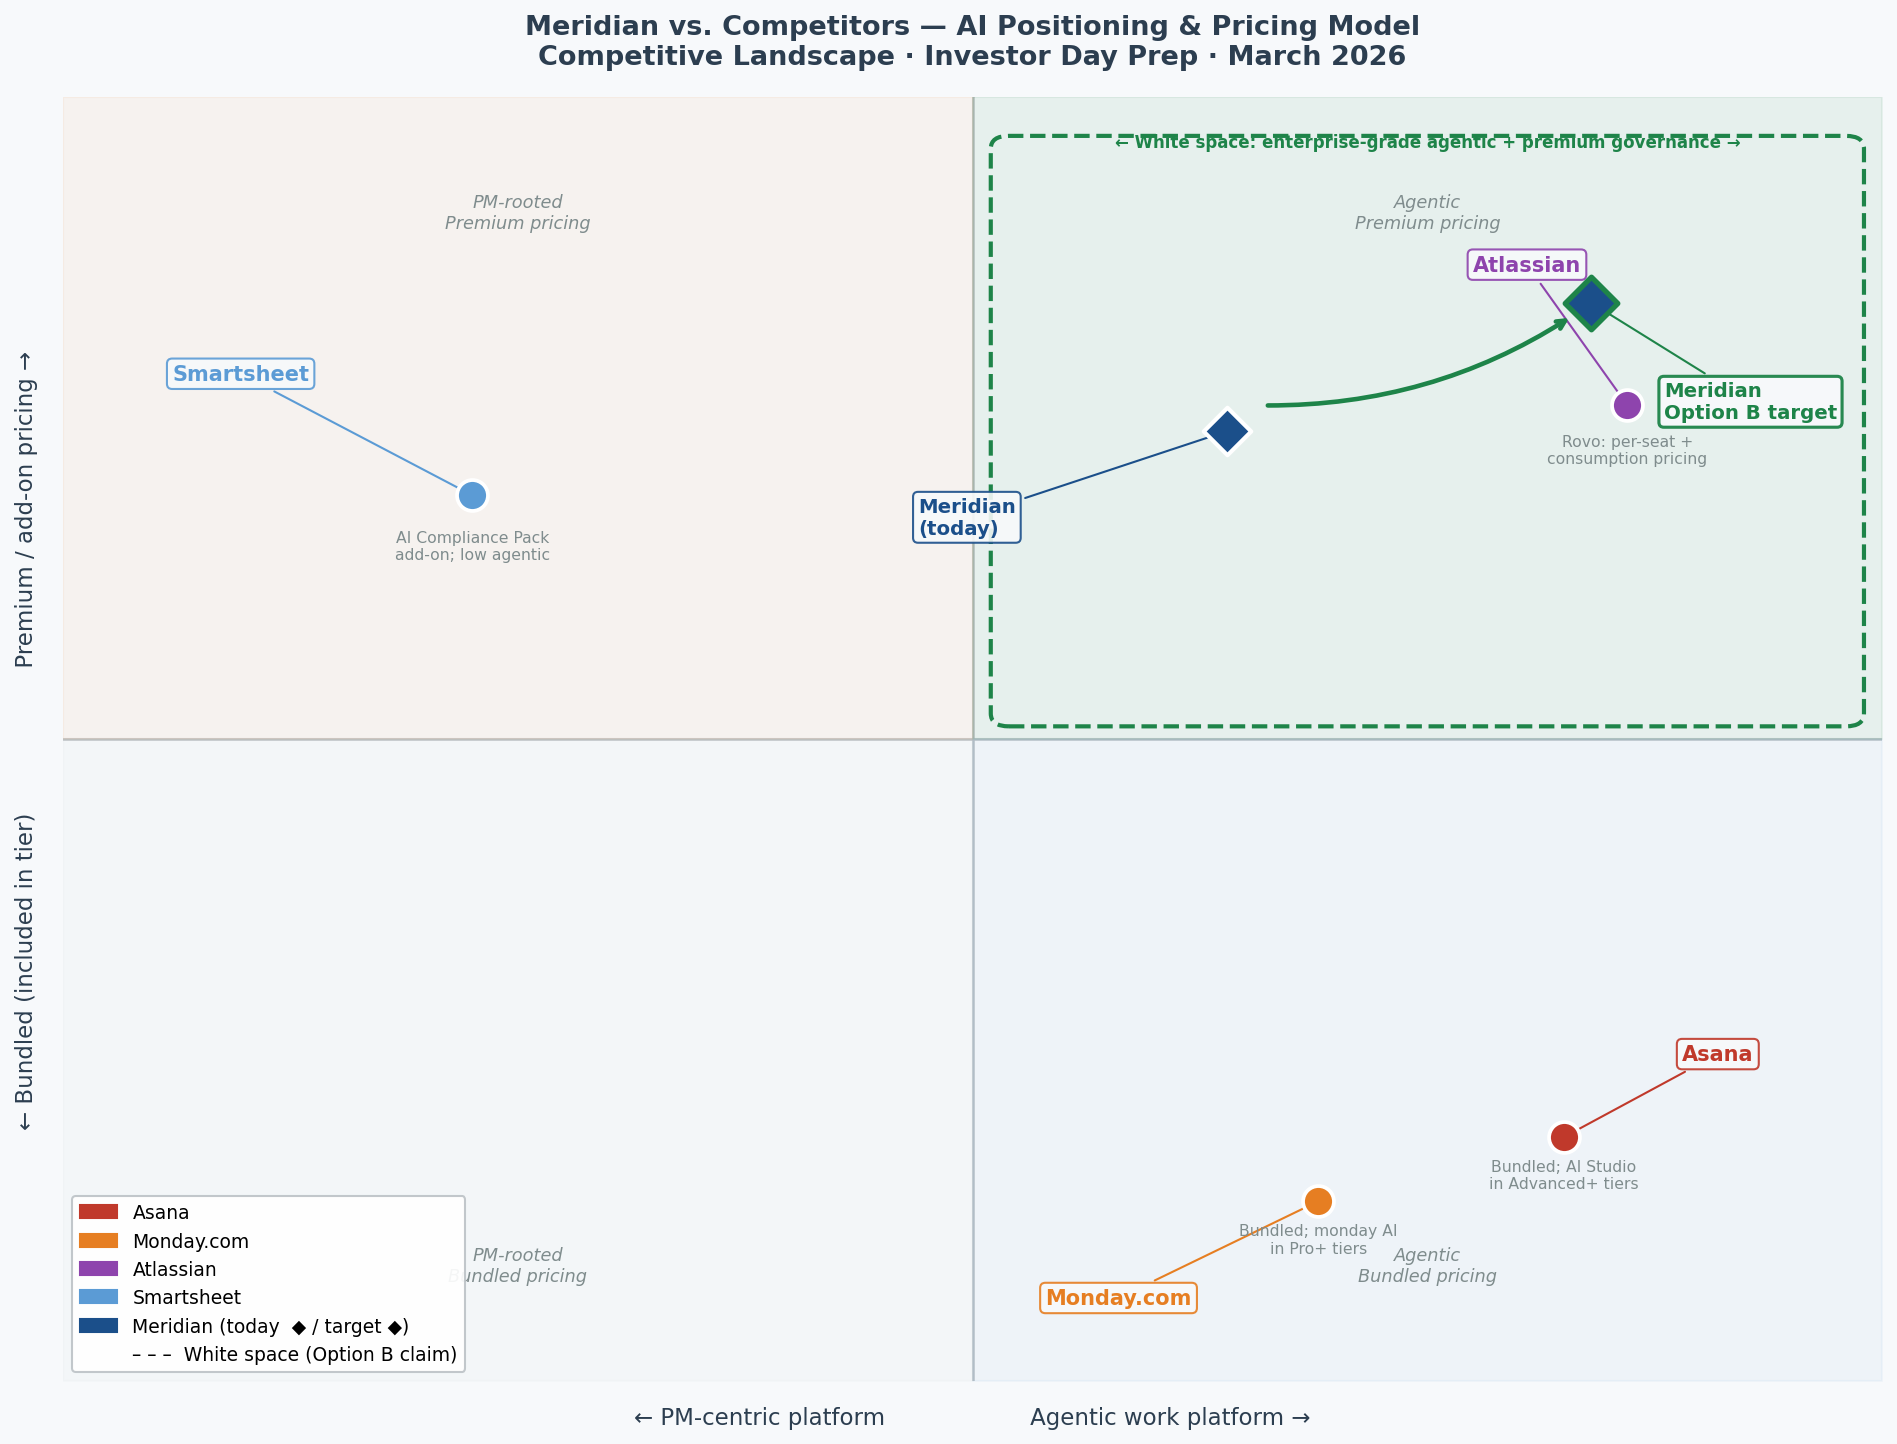 Meridian vs. Competitors — AI Positioning & Pricing Model
Competitive Landscape · Investor Day Prep · March 2026
← White space: enterprise-grade agentic + premium governance →
PM-rooted
Premium pricing
Agentic
Premium pricing
Atlassian
Smartsheet
Meridian
Option B target
Rovo: per-seat +
consumption pricing
Meridian
(today)
AI Compliance Pack
add-on; low agentic
Premium / add-on pricing →
← Bundled (included in tier)
Asana
Bundled; AI Studio
in Advanced+ tiers
Bundled; monday AI
in Pro+ tiers
Agentic
Bundled pricing
Monday.com
PM-rooted
Bundled pricing
Asana
Monday.com
Atlassian
Smartsheet
Meridian (today ◆ / target ◆)
– – – White space (Option B claim)
← PM-centric platform
Agentic work platform →